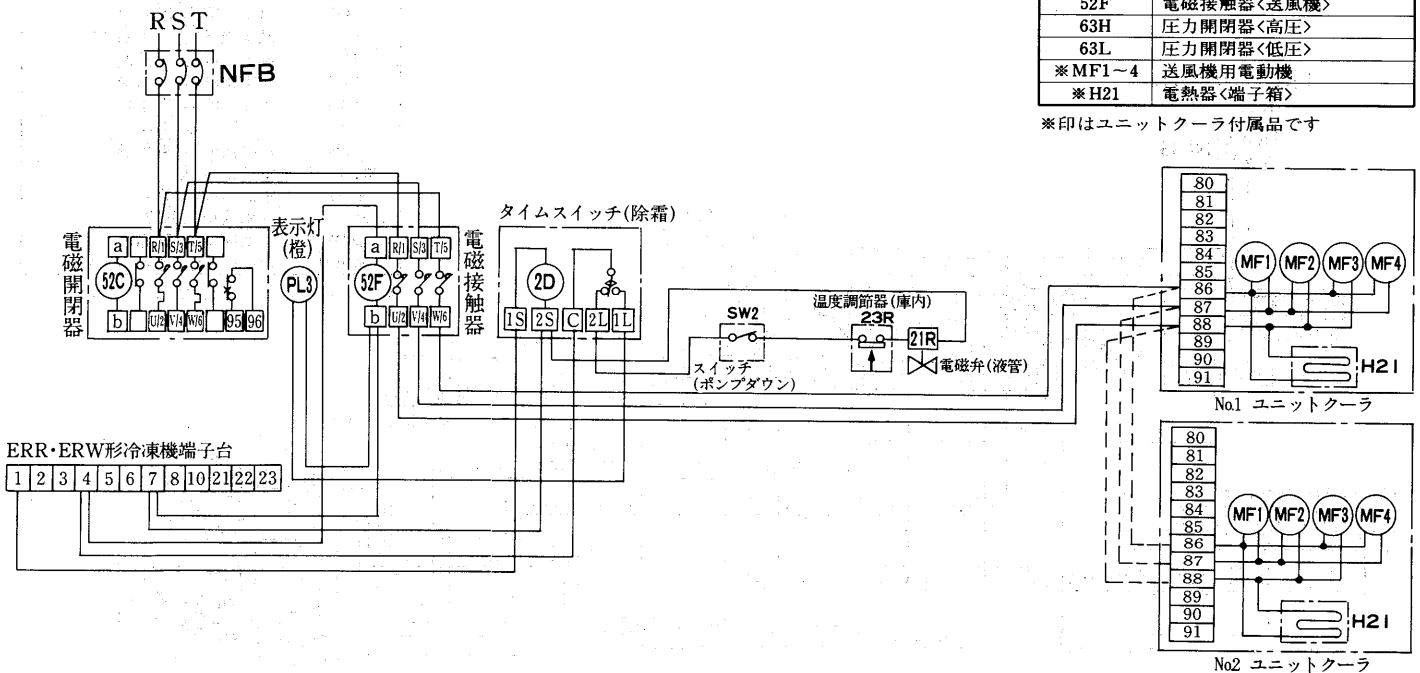 R S T
NFB
52F 電磁接触器<送風機>
63H 圧力開閉器<高圧>
63L 圧力開閉器<低圧>
※MF1~4 送風機用電動機
※H21 電熱器<端子箱>
※印はユニットクーラ付属品です
電磁開閉器
a R/1 S/3 T/5
52C
b U/2 V/4 W/6 95 96
表示灯
(橙)
PL3
a R/1 S/3 T/5
52F
b U/2 V/4 W/6
電磁接触器
タイムスイッチ(除霜)
2D
1S 2S C 2L 1L
SW2
スイッチ
(ポンプダウン)
温度調節器(庫内)
23R
21R
電磁弁(液管)
80
81
82
83
84
85
86
87
88
89
90
91
MF1 MF2 MF3 MF4
H21
No.1 ユニットクーラ
ERR・ERW形冷凍機端子台
1 2 3 4 5 6 7 8 10 21 22 23
80
81
82
83
84
85
86
87
88
89
90
91
MF1 MF2 MF3 MF4
H21
No2 ユニットクーラ